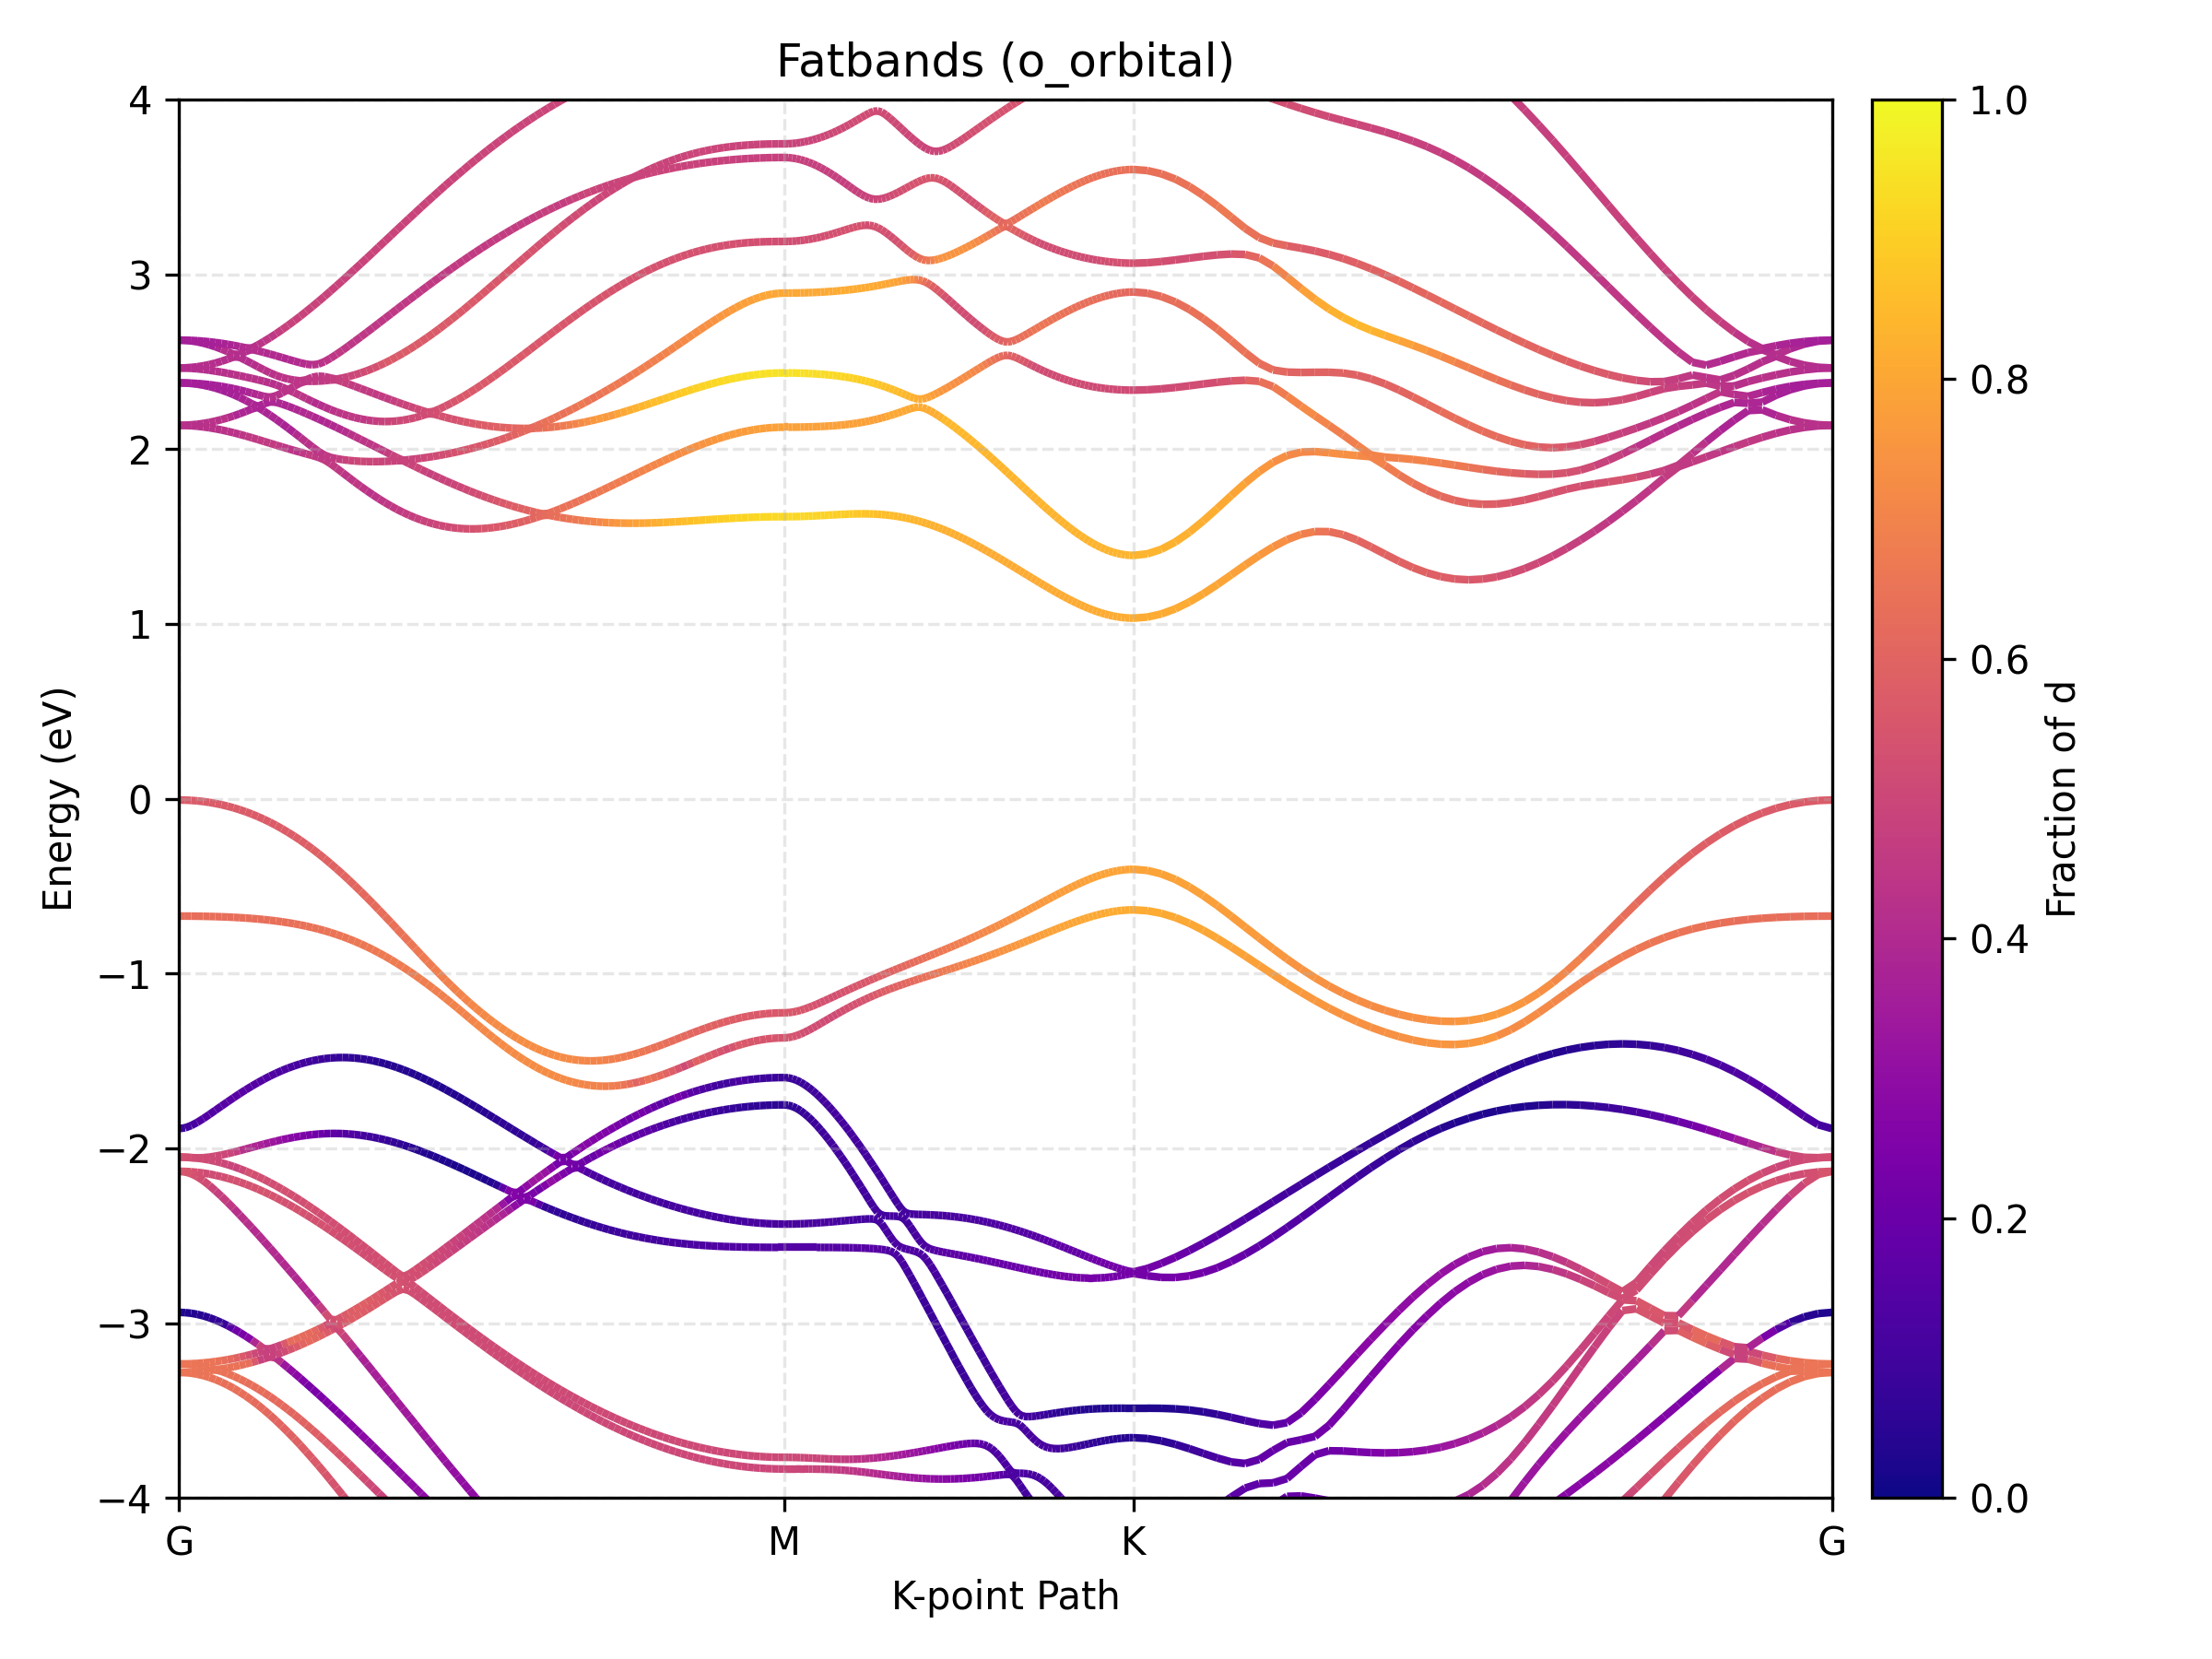 Fatbands (o_orbital)
4
3
2
1
0
−1
−2
−3
−4
Energy (eV)
G
M
K
G
K-point Path
1.0
0.8
0.6
0.4
0.2
0.0
Fraction of d